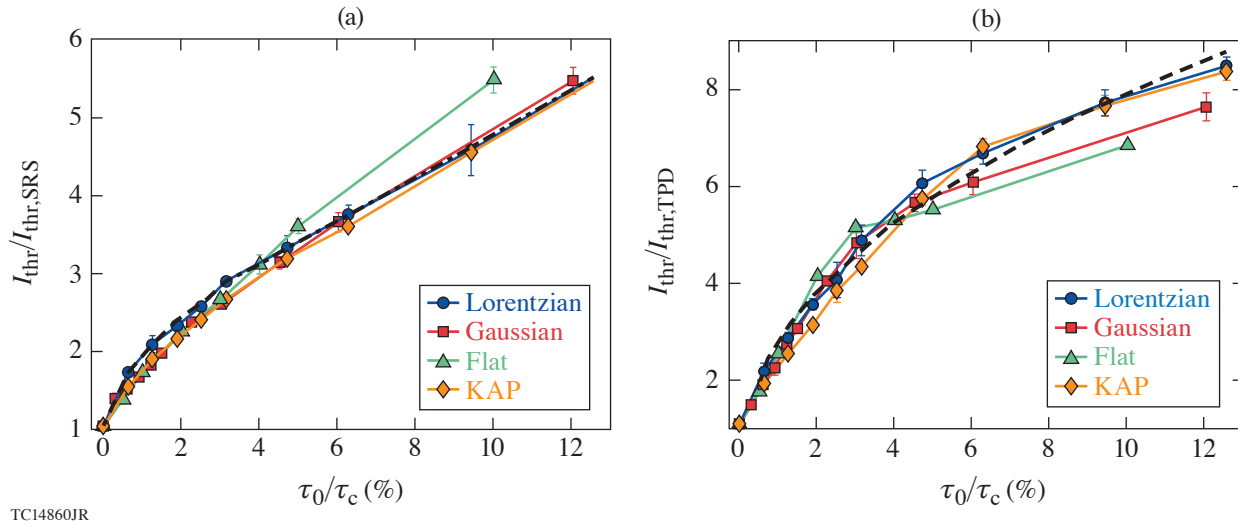 (a)
6
5
4
3
2
1
0 2 4 6 8 10 12
I_thr/I_thr,SRS
τ_0/τ_c (%)
Lorentzian
Gaussian
Flat
KAP
(b)
8
6
4
2
0 2 4 6 8 10 12
I_thr/I_thr,TPD
τ_0/τ_c (%)
Lorentzian
Gaussian
Flat
KAP
TC14860JR